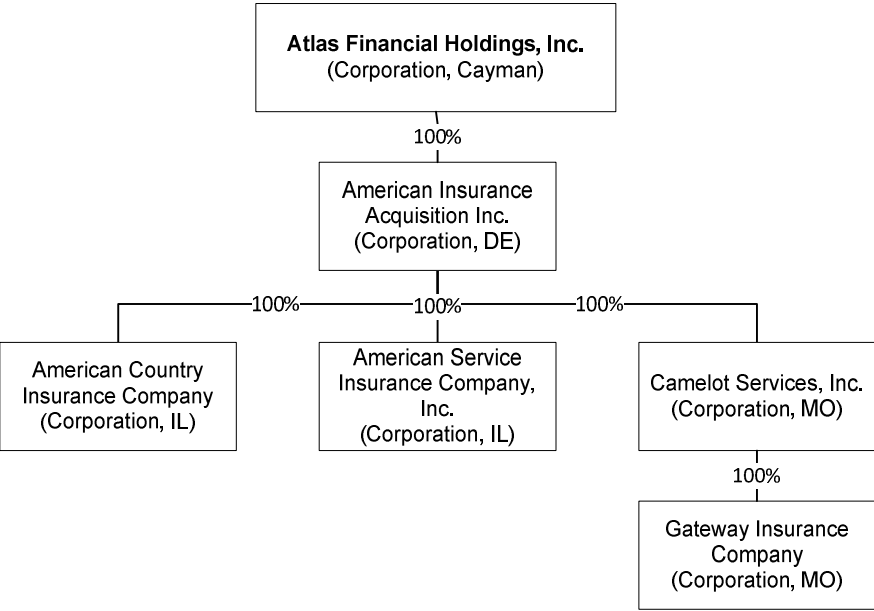 Atlas Financial Holdings, Inc.
(Corporation, Cayman)
100%
American Insurance
Acquisition Inc.
(Corporation, DE)
100%
100%
100%
American Country
Insurance Company
(Corporation, IL)
American Service
Insurance Company,
Inc.
(Corporation, IL)
Camelot Services, Inc.
(Corporation, MO)
100%
Gateway Insurance
Company
(Corporation, MO)